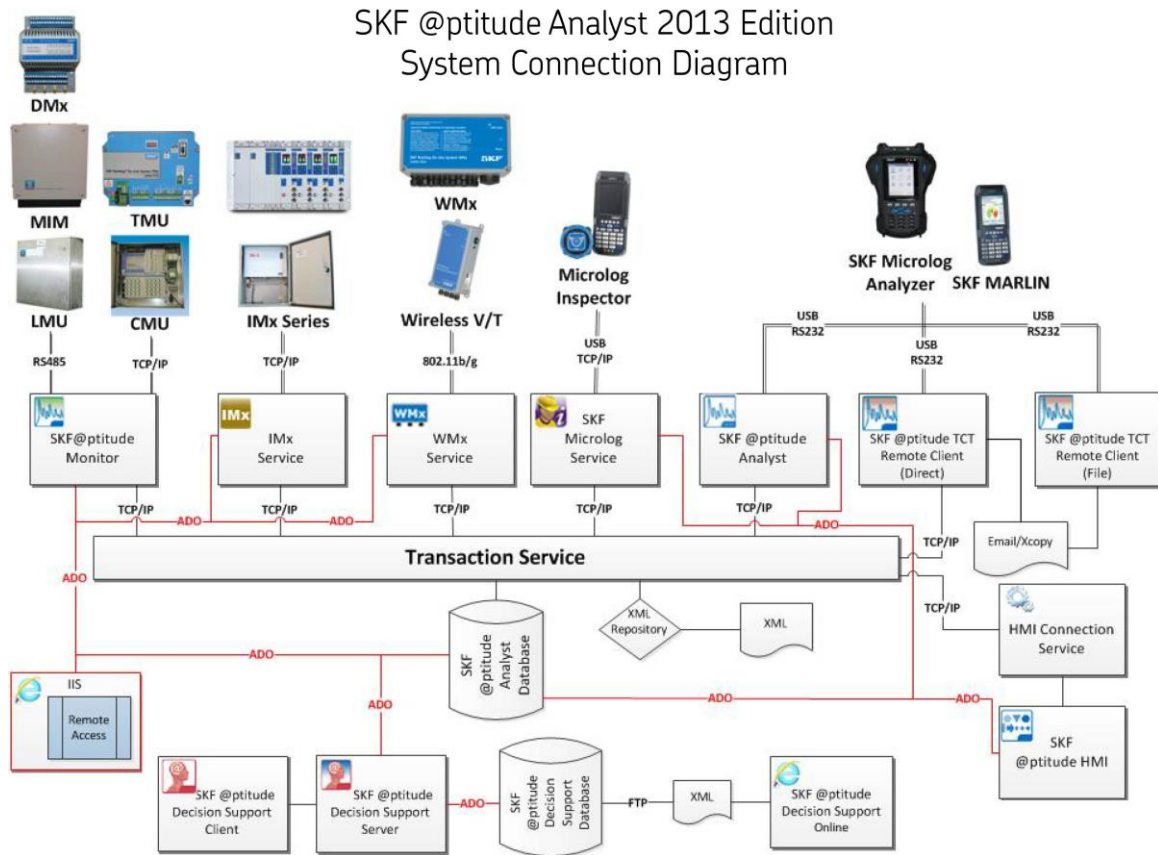 SKF @ptitude Analyst 2013 Edition
System Connection Diagram
DMx
MIM
TMU
WMx
LMU
CMU
IMx Series
Wireless V/T
Microlog
Inspector
SKF Microlog
Analyzer
SKF MARLIN
RS485
TCP/IP
TCP/IP
802.11b/g
USB
TCP/IP
USB
RS232
USB
RS232
USB
RS232
SKF@ptitude
Monitor
IMx
IMx
Service
WMx
WMx
Service
SKF
Microlog
Service
SKF @ptitude
Analyst
SKF @ptitude TCT
Remote Client
(Direct)
SKF @ptitude TCT
Remote Client
(File)
TCP/IP
ADO
TCP/IP
ADO
TCP/IP
TCP/IP
TCP/IP
ADO
TCP/IP
Email/Xcopy
Transaction Service
ADO
TCP/IP
XML
Repository
XML
HMI Connection
Service
SKF
@ptitude
Analyst
Database
ADO
ADO
ADO
ADO
IIS
Remote
Access
SKF
@ptitude HMI
SKF @ptitude
Decision Support
Client
SKF @ptitude
Decision Support
Server
ADO
SKF
@ptitude
Decision
Support
Database
FTP
XML
SKF @ptitude
Decision Support
Online